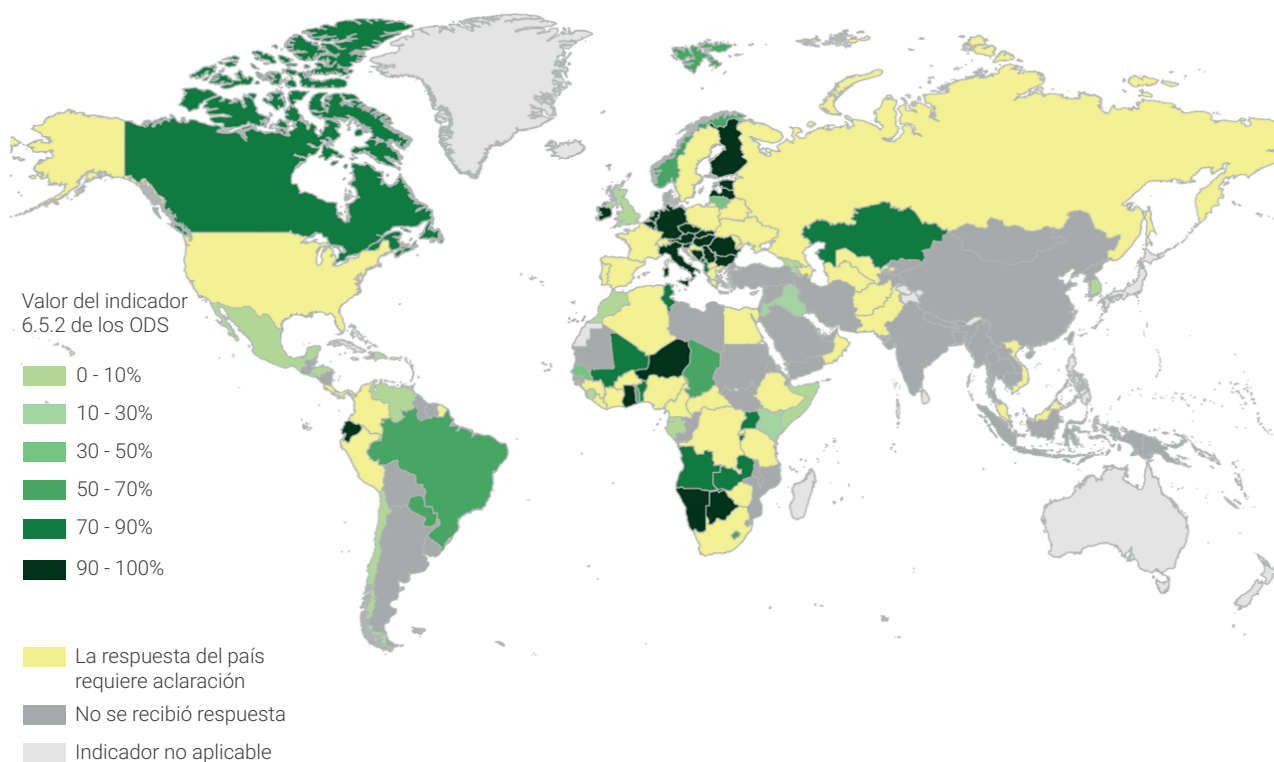 Valor del indicador
6.5.2 de los ODS
0 - 10%
10 - 30%
30 - 50%
50 - 70%
70 - 90%
90 - 100%
La respuesta del país
requiere aclaración
No se recibió respuesta
Indicador no aplicable